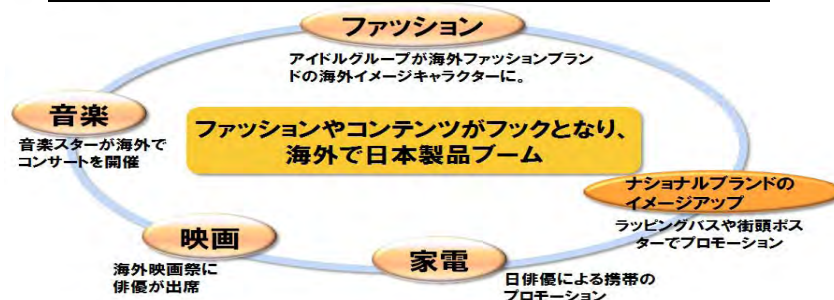 ファッション
アイドルグループが海外ファッションブラン
ドの海外イメージキャラクターに。
音楽
音楽スターが海外で
コンサートを開催
ファッションやコンテンツがフックとなり、
海外で日本製品ブーム
ナショナルブランドの
イメージアップ
ラッピングバスや街頭ポス
ターでプロモーション
映画
海外映画祭に
俳優が出席
家電
日俳優による携帯の
プロモーション